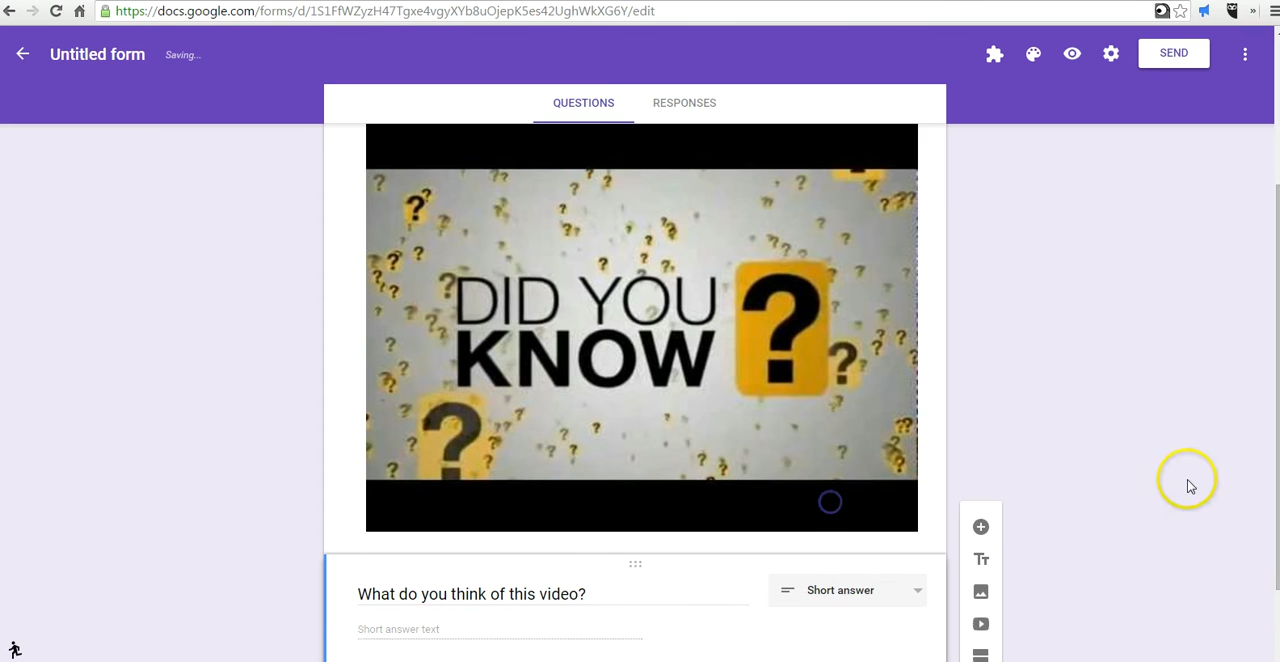 https://docs.google.com/forms/d/1S1FfWZyzH47Tgxe4vgyXYb8uOjepK5es42UghWkXG6Y/edit
Untitled form Saving... SEND
QUESTIONS RESPONSES
DID YOU
KNOW ?
What do you think of this video? Short answer
Short answer text